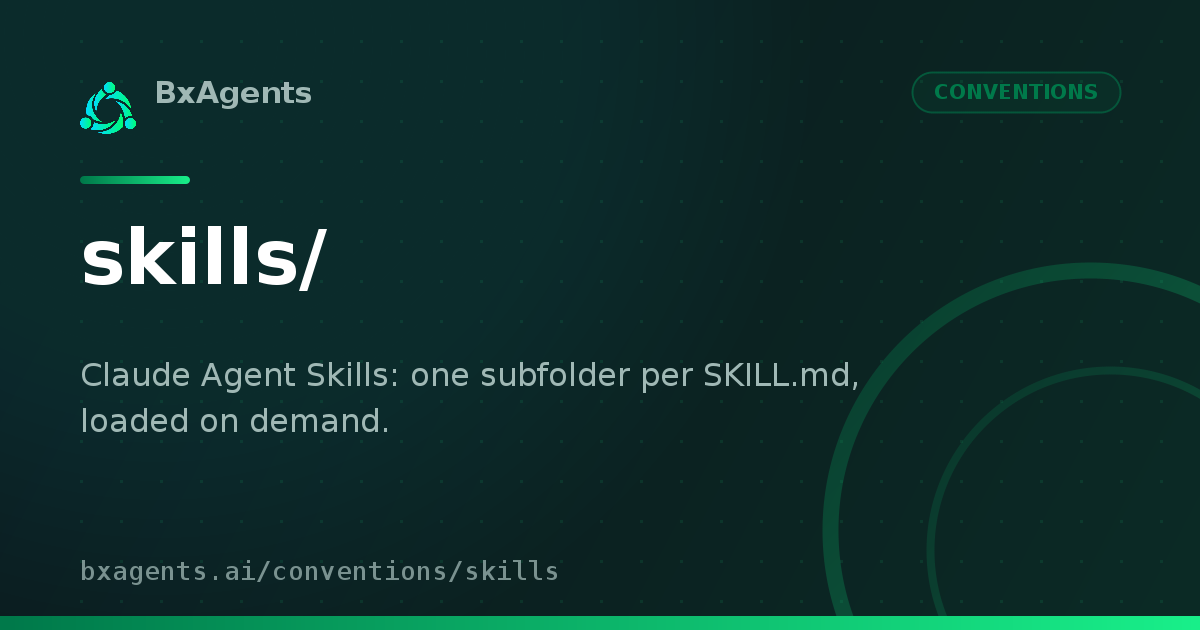 BxAgents
CONVENTIONS
skills/
Claude Agent Skills: one subfolder per SKILL.md,
loaded on demand.
bxagents.ai/conventions/skills